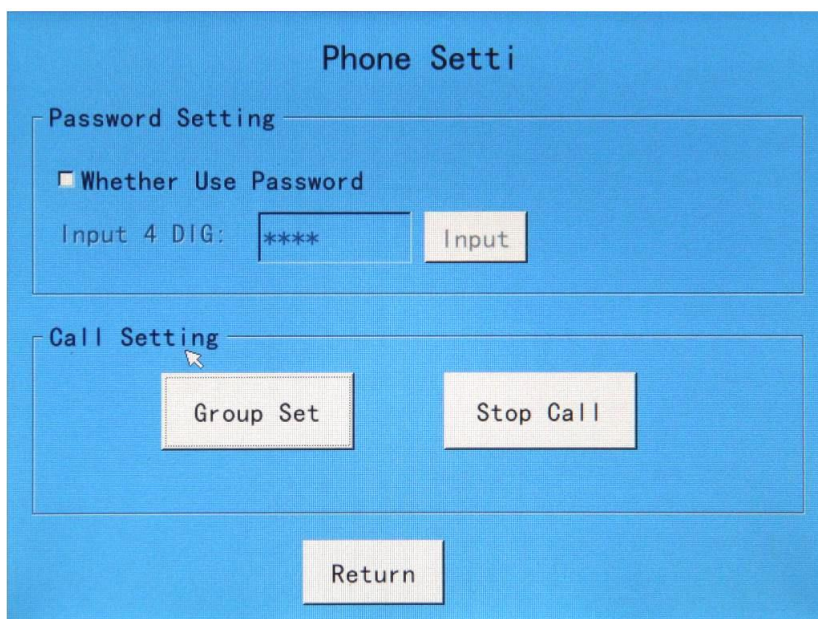 Phone Setti
Password Setting
Whether Use Password
Input 4 DIG: **** Input
Call Setting
Group Set Stop Call
Return